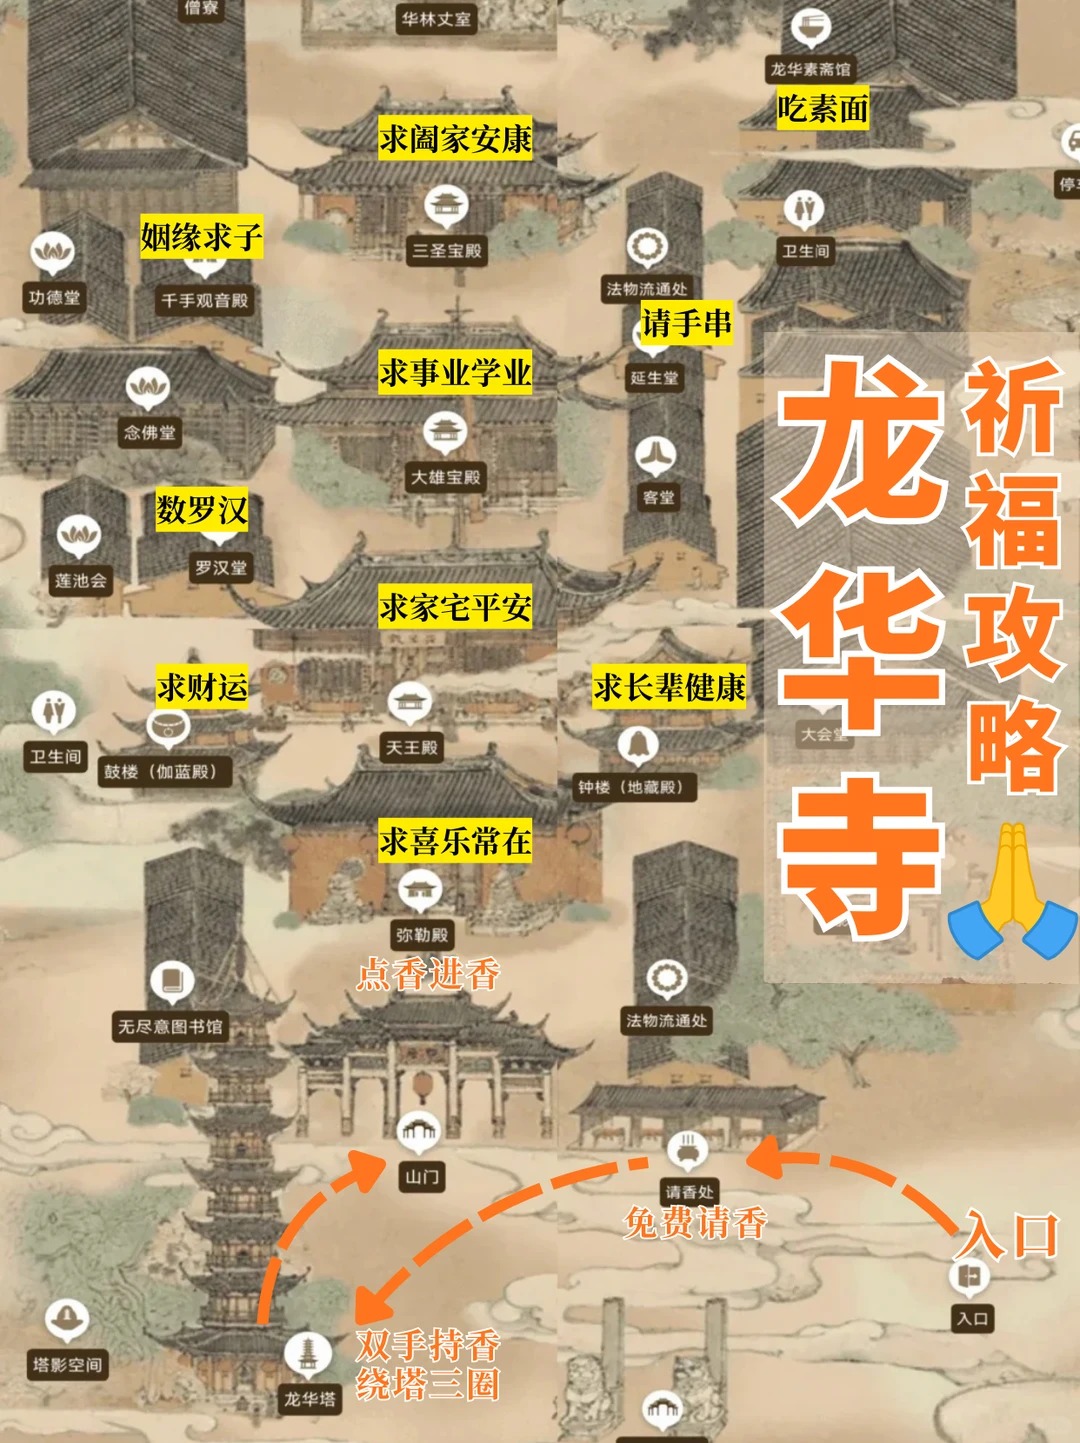 僧寮
华林丈室
龙华素斋馆
吃素面
求阖家安康
三圣宝殿
卫生间
姻缘求子
功德堂
千手观音殿
法物流通处
请手串
延生堂
求事业学业
念佛堂
大雄宝殿
客堂
数罗汉
莲池会
罗汉堂
求家宅平安
求财运
求长辈健康
卫生间
鼓楼（伽蓝殿）
天王殿
钟楼（地藏殿）
大会堂
求喜乐常在
弥勒殿
点香进香
祈福攻略
龙华寺
无尽意图书馆
法物流通处
山门
请香处
免费请香
入口
入口
塔影空间
龙华塔
双手持香
绕塔三圈